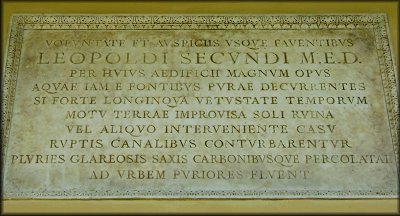 VOLVNTATE ET AVSPICIIS VSQVE FAVENTIBVS
LEOPOLDI SECVNDI M.E.D.
PER HVIVS AEDIFICII MAGNVM OPVS
AQVAE IAM E FONTIBVS PVRAE DECVRRENTES
SI FORTE LONGINQVA VETVSTATE TEMPORVM
MOTV TERRAE IMPROVISA SOLI RVINA
VEL ALIQVO INTERVENIENTE CASV
RVPTIS CANALIBVS CONTVRBARENTVR
PLVRIES GLAREOSIS SAXIS CARBONIBVSQVE PERCOLATAE
AD VRBEM PVRIORES FLVENT